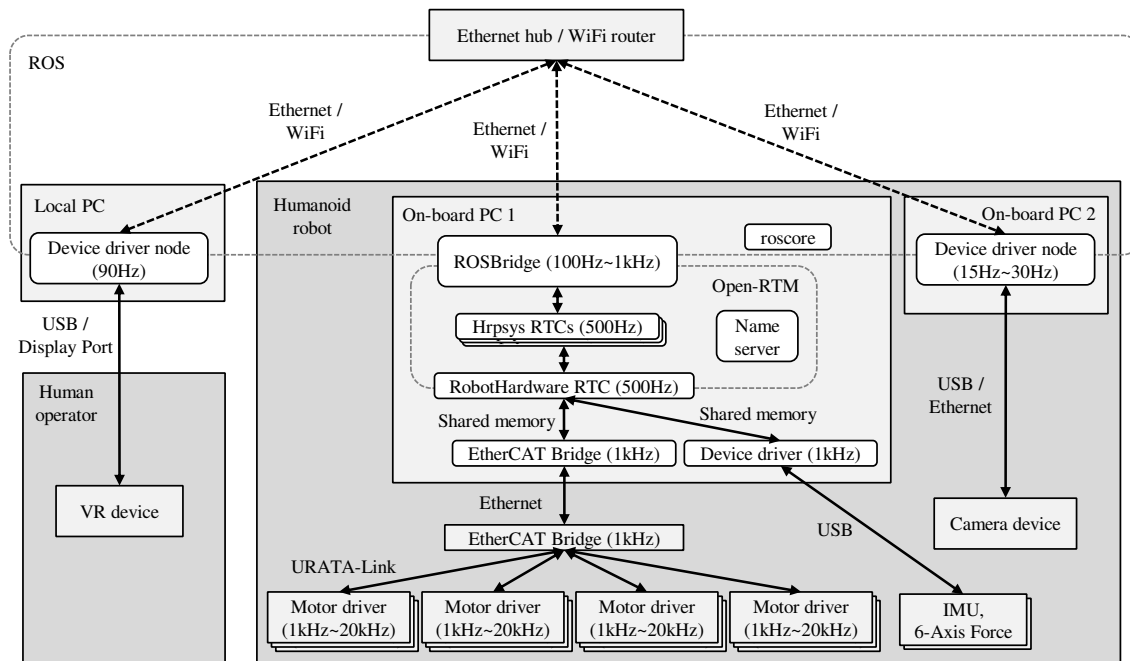 Ethernet hub / WiFi router
ROS
Ethernet /
WiFi
Ethernet /
WiFi
Ethernet /
WiFi
Local PC
Device driver node
(90Hz)
Humanoid
robot
On-board PC 1
roscore
ROSBridge (100Hz~1kHz)
Open-RTM
Hrpsys RTCs (500Hz)
Name
server
RobotHardware RTC (500Hz)
Shared memory
Shared memory
EtherCAT Bridge (1kHz)
Device driver (1kHz)
On-board PC 2
Device driver node
(15Hz~30Hz)
USB /
Display Port
Human
operator
VR device
USB /
Ethernet
Camera device
Ethernet
EtherCAT Bridge (1kHz)
USB
URATA-Link
Motor driver
(1kHz~20kHz)
Motor driver
(1kHz~20kHz)
Motor driver
(1kHz~20kHz)
Motor driver
(1kHz~20kHz)
IMU,
6-Axis Force